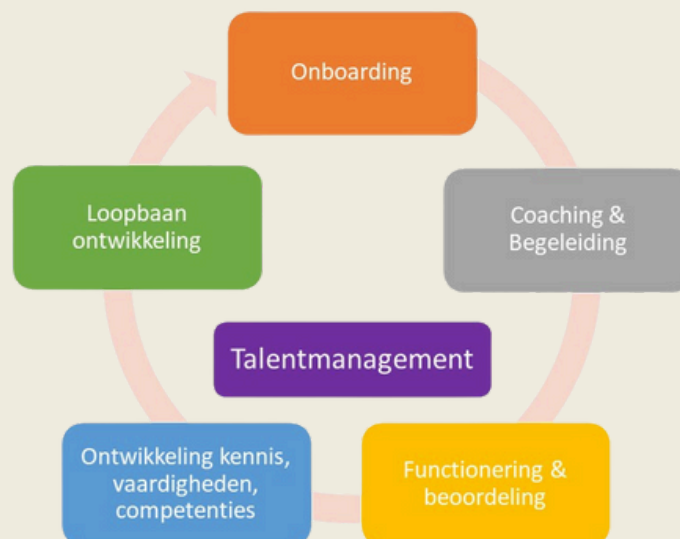 Onboarding
Coaching &
Begeleiding
Functionering &
beoordeling
Ontwikkeling kennis,
vaardigheden,
competenties
Loopbaan
ontwikkeling
Talentmanagement